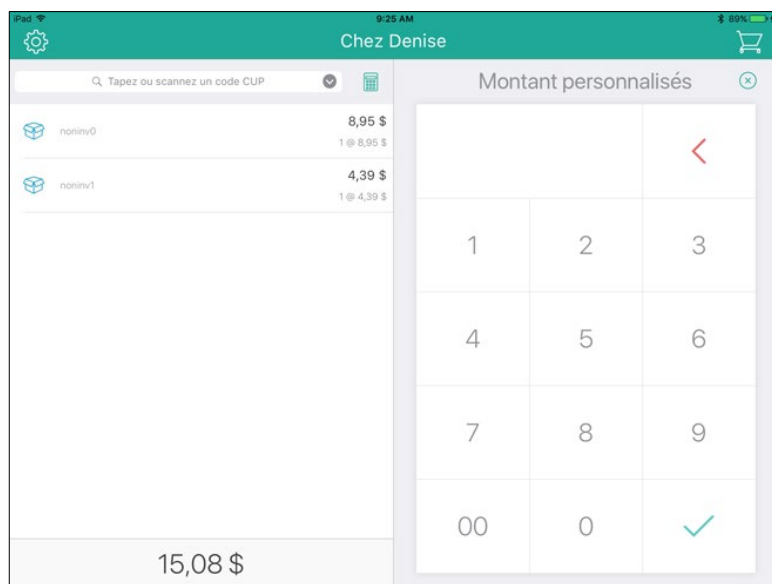 iPad 9:25 AM 89%
Chez Denise
Tapez ou scannez un code CUP
noninv0 8,95 $
1 @ 8,95 $
noninv1 4,39 $
1 @ 4,39 $
15,08 $
Montant personnalisés
1 2 3
4 5 6
7 8 9
00 0